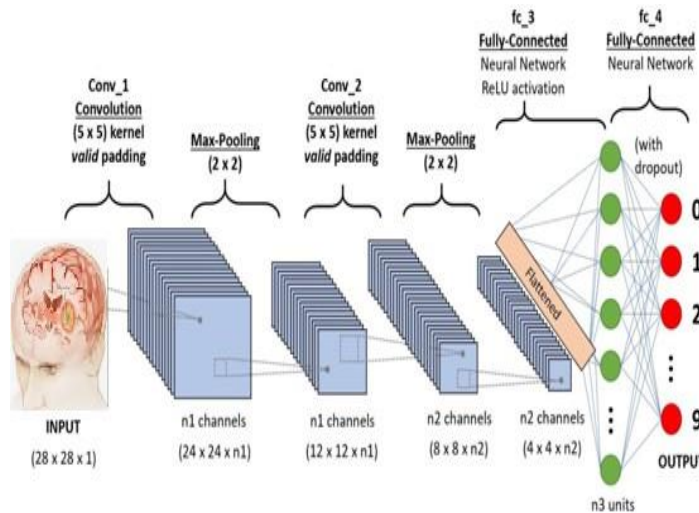 fc_3
Fully-Connected
Neural Network
ReLU activation
fc_4
Fully-Connected
Neural Network
Conv_1
Convolution
(5 x 5) kernel
valid padding
Max-Pooling
(2 x 2)
Conv_2
Convolution
(5 x 5) kernel
valid padding
Max-Pooling
(2 x 2)
(with
dropout)
Flattened
0
1
2
9
INPUT
(28 x 28 x 1)
n1 channels
(24 x 24 x n1)
n1 channels
(12 x 12 x n1)
n2 channels
(8 x 8 x n2)
n2 channels
(4 x 4 x n2)
OUTPUT
n3 units